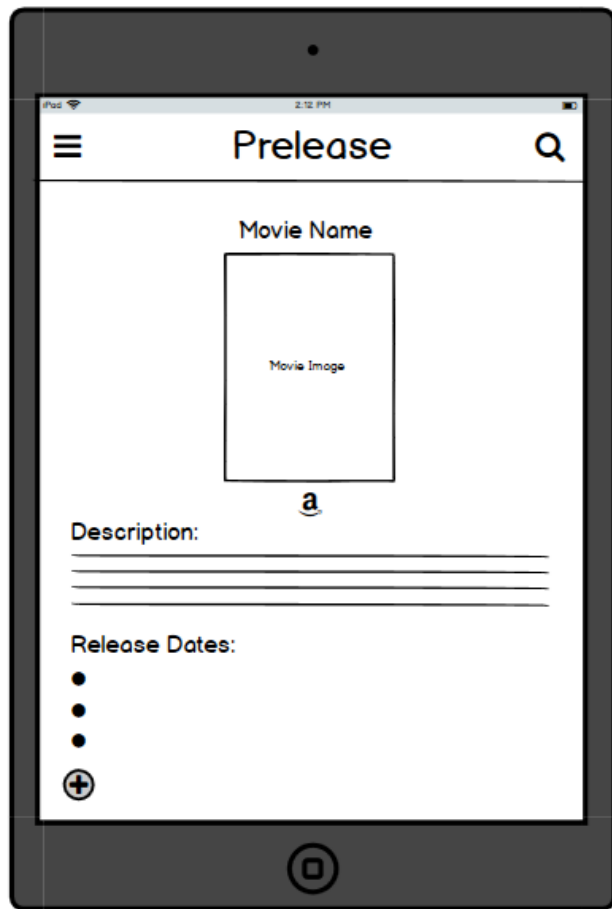 iPad 2:12 PM
Prelease
Movie Name
Movie Image
a
Description:
Release Dates: